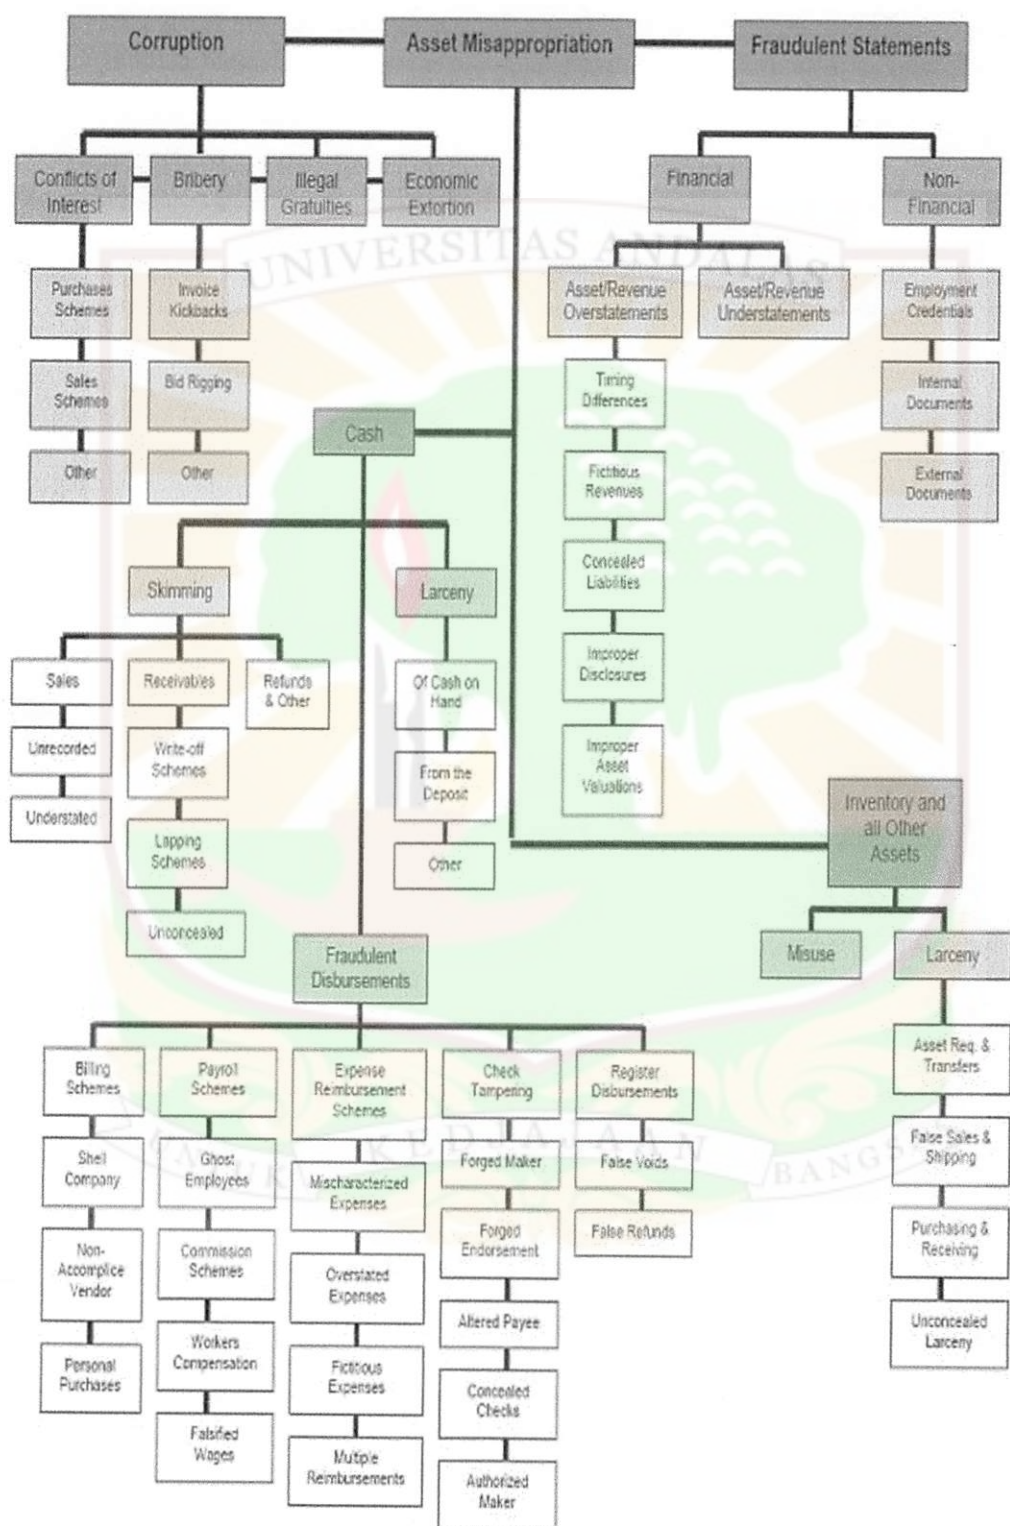 Corruption
Asset Misappropriation
Fraudulent Statements
Conflicts of
Interest
Bribery
Illegal
Gratuities
Economic
Extortion
Financial
Non-
Financial
UNIVERSITAS ANDALAS
Purchases
Schemes
Invoice
Kickbacks
Asset/Revenue
Overstatements
Asset/Revenue
Understatements
Employment
Credentials
Sales
Schemes
Bid Rigging
Timing
Differences
Internal
Documents
Cash
Other
Other
Fictitious
Revenues
External
Documents
Concealed
Liabilities
Skimming
Larceny
Improper
Disclosures
Sales
Receivables
Refunds
& Other
Of Cash on
Hand
Unrecorded
Write-off
Schemes
From the
Deposit
Improper
Asset
Valuations
Understated
Lapping
Schemes
Other
Inventory and
all Other
Assets
Unconcealed
Fraudulent
Disbursements
Misuse
Larceny
Billing
Schemes
Payroll
Schemes
Expense
Reimbursement
Schemes
Check
Tampering
Register
Disbursements
Asset Req. &
Transfers
UNTUK KEDJAJAAN BANGSA
Shell
Company
Ghost
Employees
Mischaracterized
Expenses
Forged Maker
False Voids
False Sales &
Shipping
Non-
Accomplice
Vendor
Commission
Schemes
Overstated
Expenses
Forged
Endorsement
False Refunds
Purchasing &
Receiving
Personal
Purchases
Workers
Compensation
Fictitious
Expenses
Altered Payee
Unconcealed
Larceny
Falsified
Wages
Multiple
Reimbursements
Concealed
Checks
Authorized
Maker